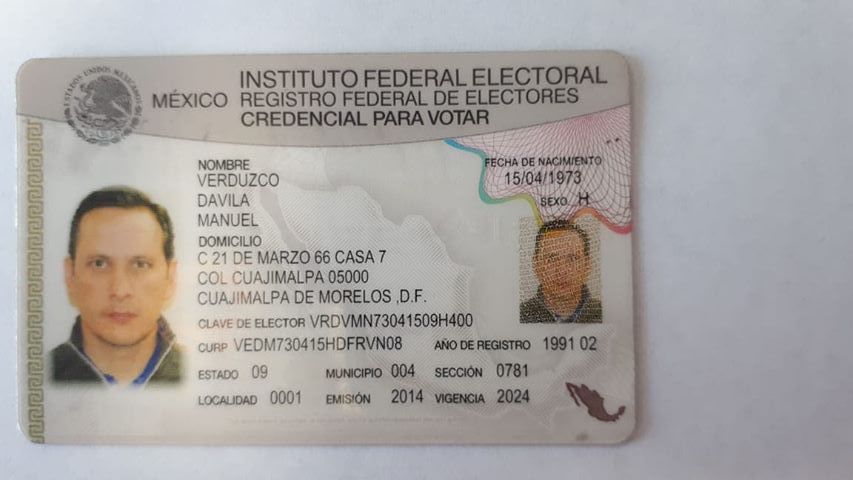 ESTADOS UNIDOS MEXICANOS
MÉXICO INSTITUTO FEDERAL ELECTORAL
REGISTRO FEDERAL DE ELECTORES
CREDENCIAL PARA VOTAR
NOMBRE
VERDUZCO
DAVILA
MANUEL
FECHA DE NACIMIENTO
15/04/1973
SEXO H
DOMICILIO
C 21 DE MARZO 66 CASA 7
COL CUAJIMALPA 05000
CUAJIMALPA DE MORELOS ,D.F.
CLAVE DE ELECTOR VRDVMN73041509H400
CURP VEDM730415HDFRVN08 AÑO DE REGISTRO 1991 02
ESTADO 09 MUNICIPIO 004 SECCIÓN 0781
LOCALIDAD 0001 EMISIÓN 2014 VIGENCIA 2024